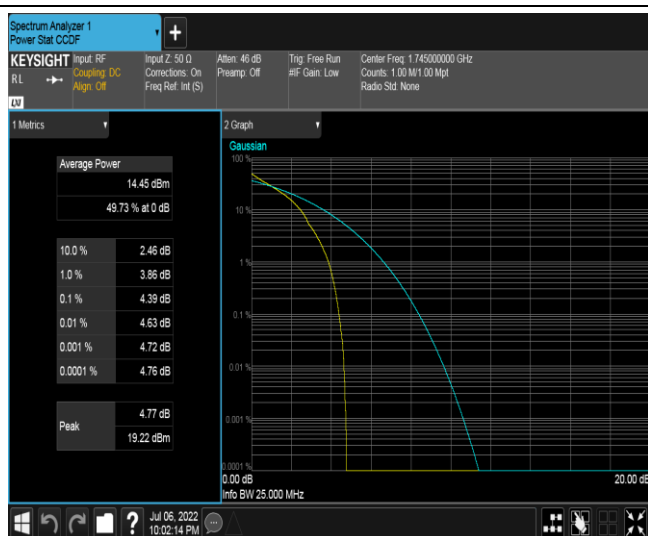 Spectrum Analyzer 1
Power Stat CCDF
+
KEYSIGHT
RL
LXI
Input: RF
Coupling: DC
Align: Off
Input Z: 50 Ω
Corrections: On
Freq Ref: Int (S)
Atten: 46 dB
Preamp: Off
Trig: Free Run
#IF Gain: Low
Center Freq: 1.745000000 GHz
Counts: 1.00 M/1.00 Mpt
Radio Std: None
1 Metrics
Average Power
14.45 dBm
49.73 % at 0 dB
10.0 % 2.46 dB
1.0 % 3.86 dB
0.1 % 4.39 dB
0.01 % 4.63 dB
0.001 % 4.72 dB
0.0001 % 4.76 dB
Peak
4.77 dB
19.22 dBm
2 Graph
Gaussian
100 %
10 %
1 %
0.1 %
0.01 %
0.001 %
0.0001 %
0.00 dB 20.00 dB
Info BW 25.000 MHz
?
Jul 06, 2022
10:02:14 PM